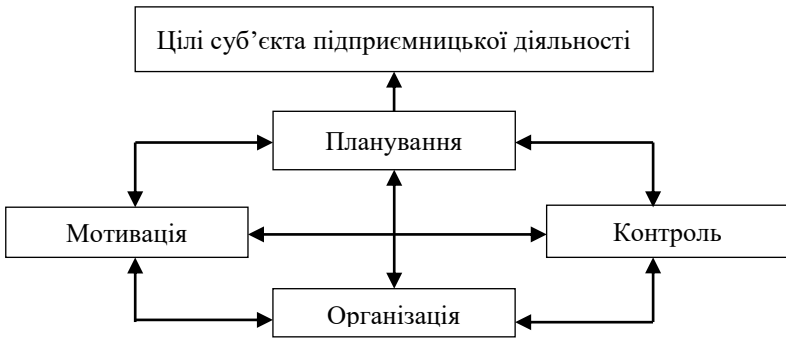 Цілі суб’єкта підприємницької діяльності
Планування
Мотивація
Контроль
Організація